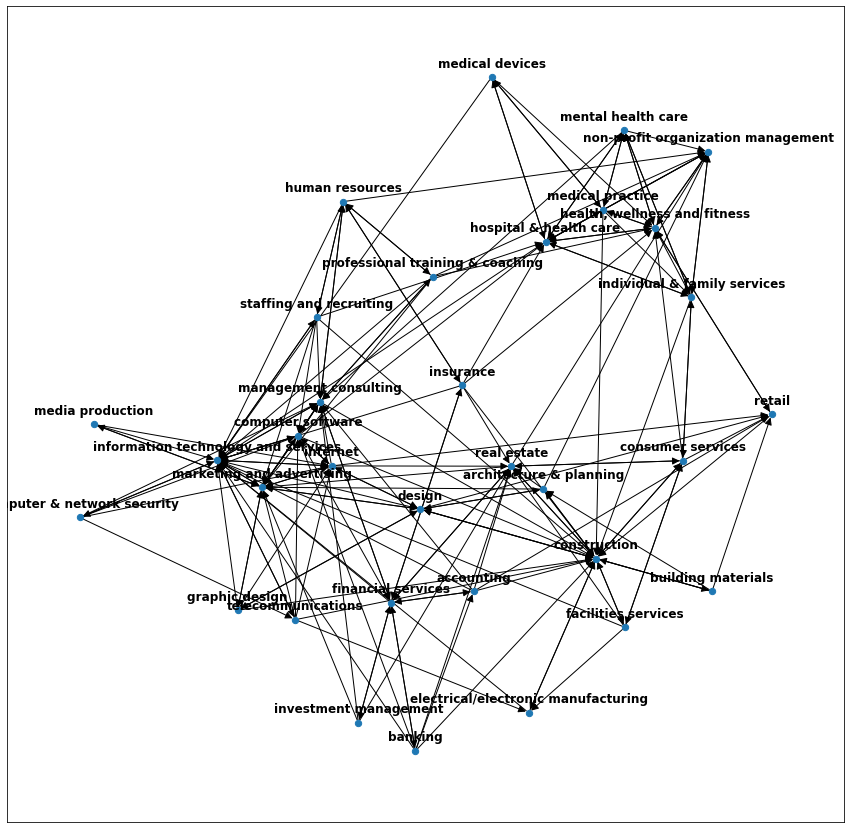 medical devices
mental health care
non-profit organization management
human resources
medical practice
health, wellness and fitness
hospital & health care
professional training & coaching
individual & family services
staffing and recruiting
insurance
management consulting
retail
media production
computer software
information technology and services
internet
real estate
consumer services
marketing and advertising
architecture & planning
design
puter & network security
construction
accounting
building materials
financial services
graphic design
telecommunications
facilities services
electrical/electronic manufacturing
investment management
banking